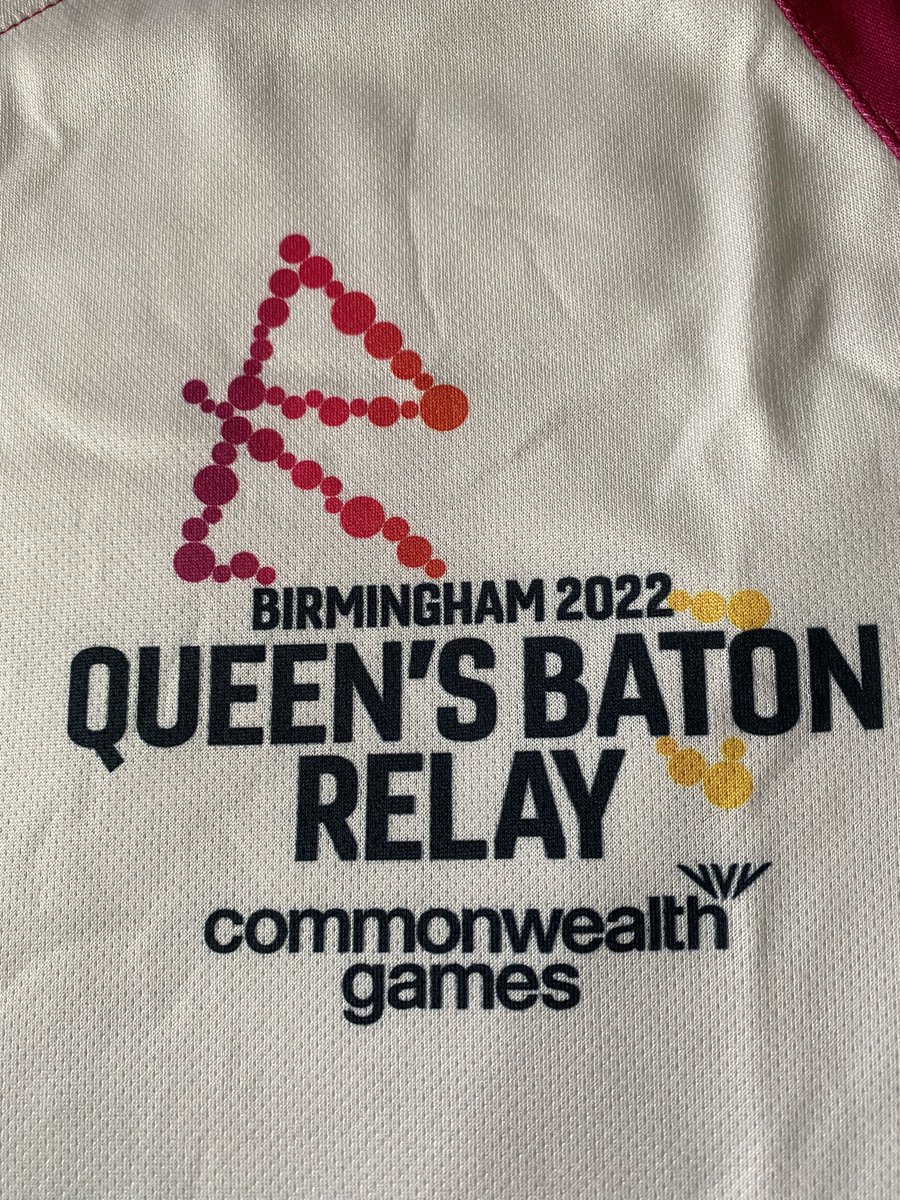 BIRMINGHAM 2022
QUEEN'S BATON
RELAY
commonwealth
games